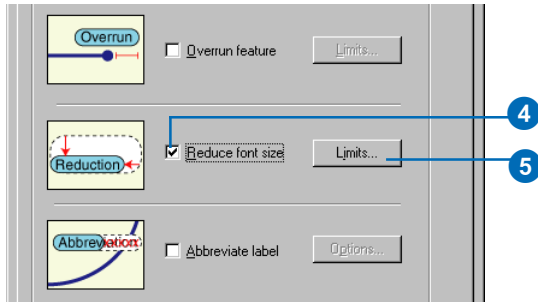 Overrun
Overrun feature
Limits...
4
Reduction
Reduce font size
Limits...
5
Abbreviation
Abbreviate label
Options...